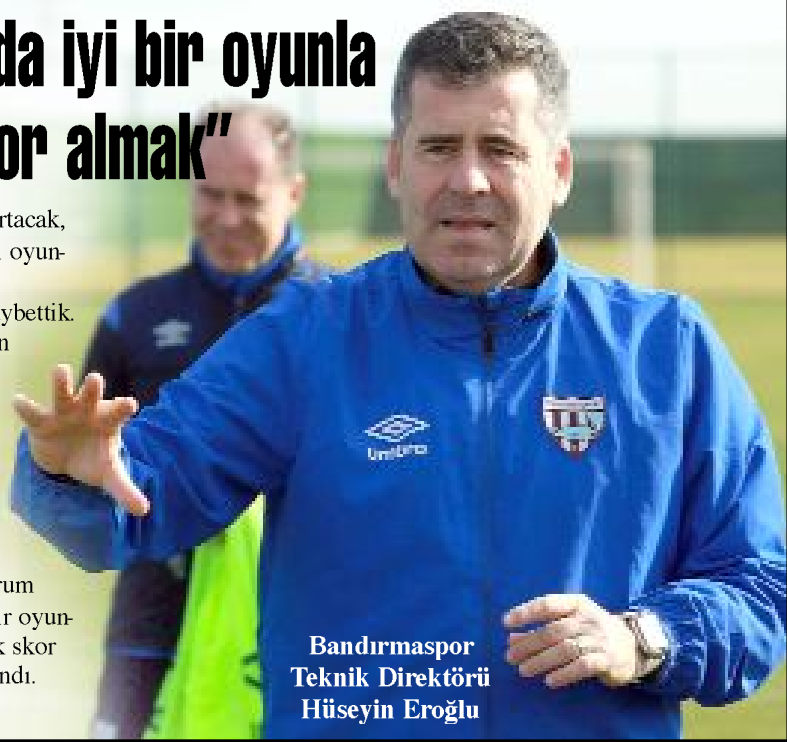 da iyi bir oyunla
or almak”
rtacak,
oyun-
ybettik.
n
rum
ir oyun-
k skor
ndı.
umbro
Bandırmaspor
Teknik Direktörü
Hüseyin Eroğlu